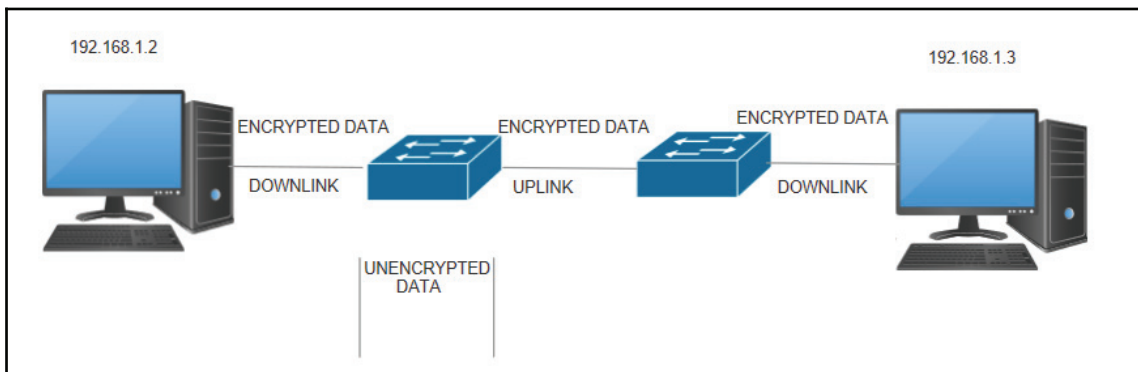 192.168.1.2
192.168.1.3
ENCRYPTED DATA
ENCRYPTED DATA
ENCRYPTED DATA
DOWNLINK
UPLINK
DOWNLINK
UNENCRYPTED
DATA